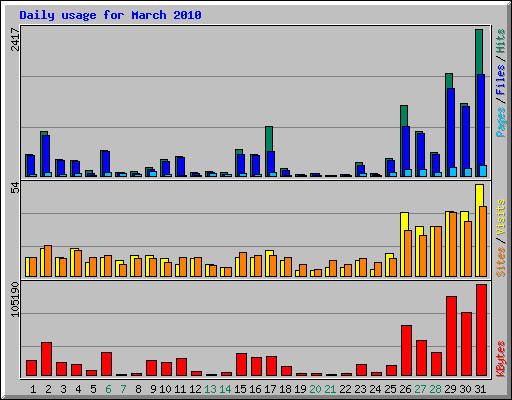 Daily usage for March 2010
2417
Pages / Files / Hits
54
Sites / Visits
105190
KBytes
1 2 3 4 5 6 7 8 9 10 11 12 13 14 15 16 17 18 19 20 21 22 23 24 25 26 27 28 29 30 31